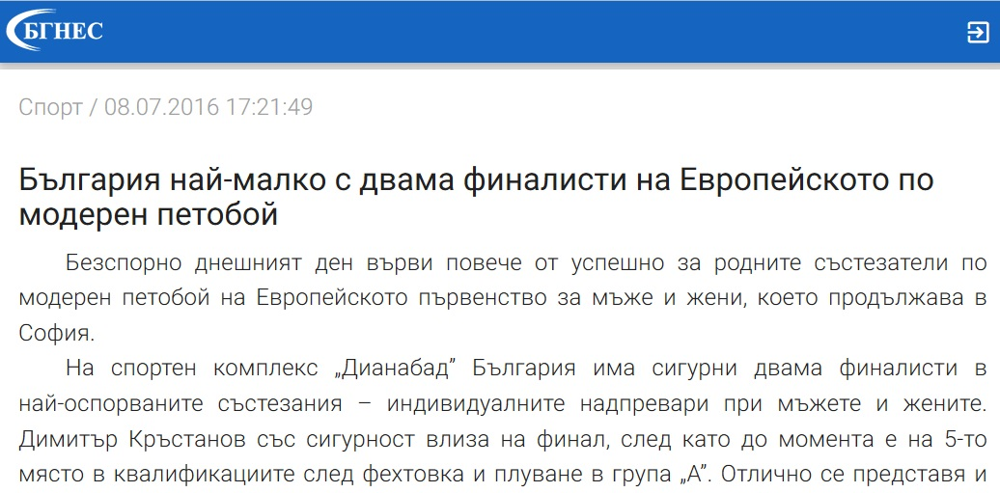 БГНЕС
Спорт / 08.07.2016 17:21:49
България най-малко с двама финалисти на Европейското по
модерен петобой
Безспорно днешният ден върви повече от успешно за родните състезатели по
модерен петобой на Европейското първенство за мъже и жени, което продължава в
София.
На спортен комплекс „Дианабад” България има сигурни двама финалисти в
най-оспорваните състезания – индивидуалните надпревари при мъжете и жените.
Димитър Кръстанов със сигурност влиза на финал, след като до момента е на 5-то
място в квалификациите след фехтовка и плуване в група „А”. Отлично се представя и